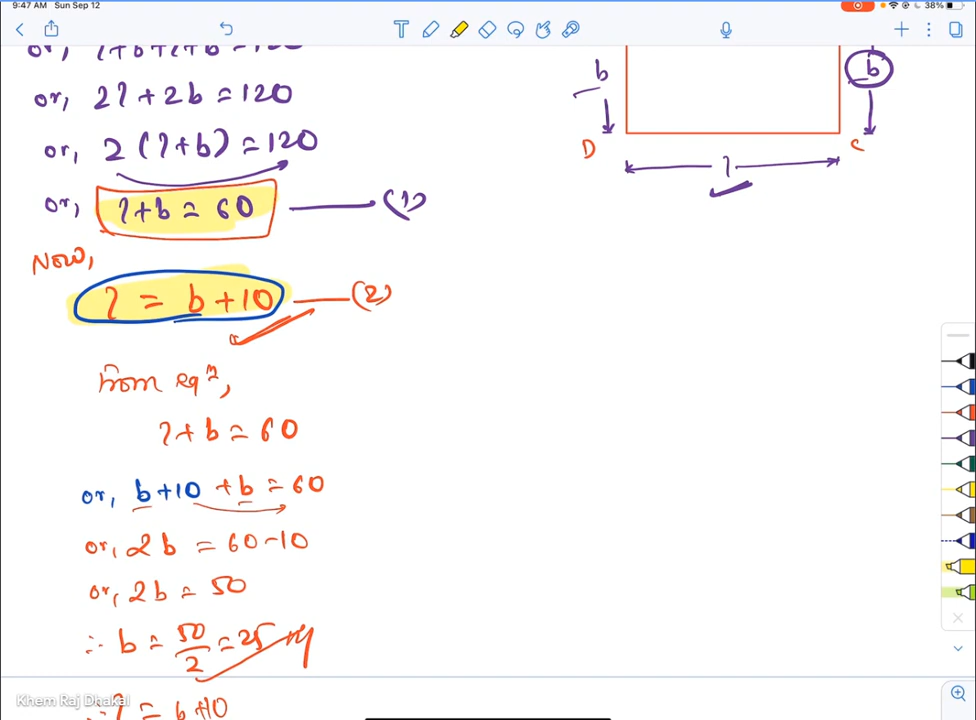 9:47 AM Sun Sep 12
38%
or, l+b+l+b = 120
or, 2l + 2b = 120
or, 2 (l+b) = 120
or, l+b = 60 (1)
Now,
l = b+10 (2)
from eqn,
l+b = 60
or, b+10 +b = 60
or, 2b = 60-10
or, 2b = 50
∴ b = 50/2 = 25 m
∴ l = b+10
b
b
D
C
l
T
Khem Raj Dhakal